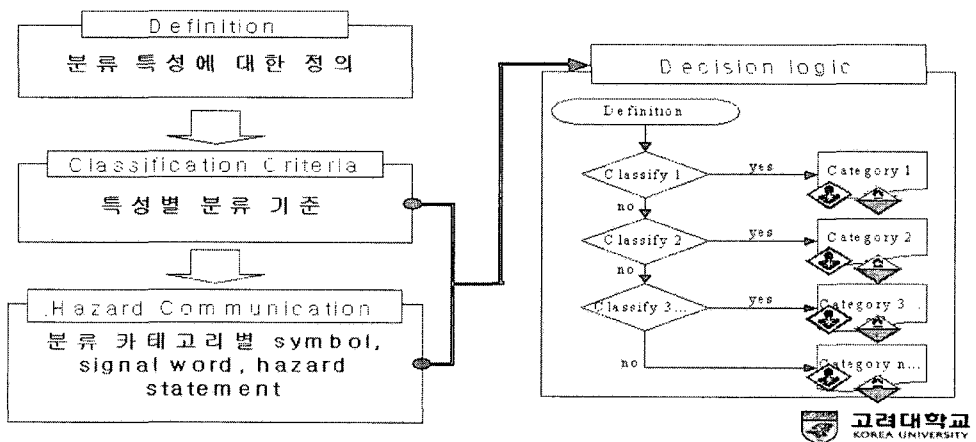 Definition
분류 특성에 대한 정의
Classification Criteria
특성별 분류 기준
Hazard Communication
분류 카테고리별 symbol,
signal word, hazard
statement
Decision logic
Definition
Classify 1
yes
Category 1
no
Classify 2
yes
Category 2
no
Classify 3...
yes
Category 3...
no
Category n...
고려대학교
KOREA UNIVERSITY